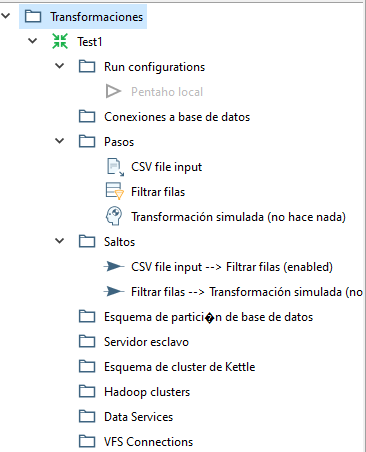 Transformaciones
Test1
Run configurations
Pentaho local
Conexiones a base de datos
Pasos
CSV file input
Filtrar filas
Transformación simulada (no hace nada)
Saltos
CSV file input --> Filtrar filas (enabled)
Filtrar filas --> Transformación simulada (no
Esquema de partici�n de base de datos
Servidor esclavo
Esquema de cluster de Kettle
Hadoop clusters
Data Services
VFS Connections